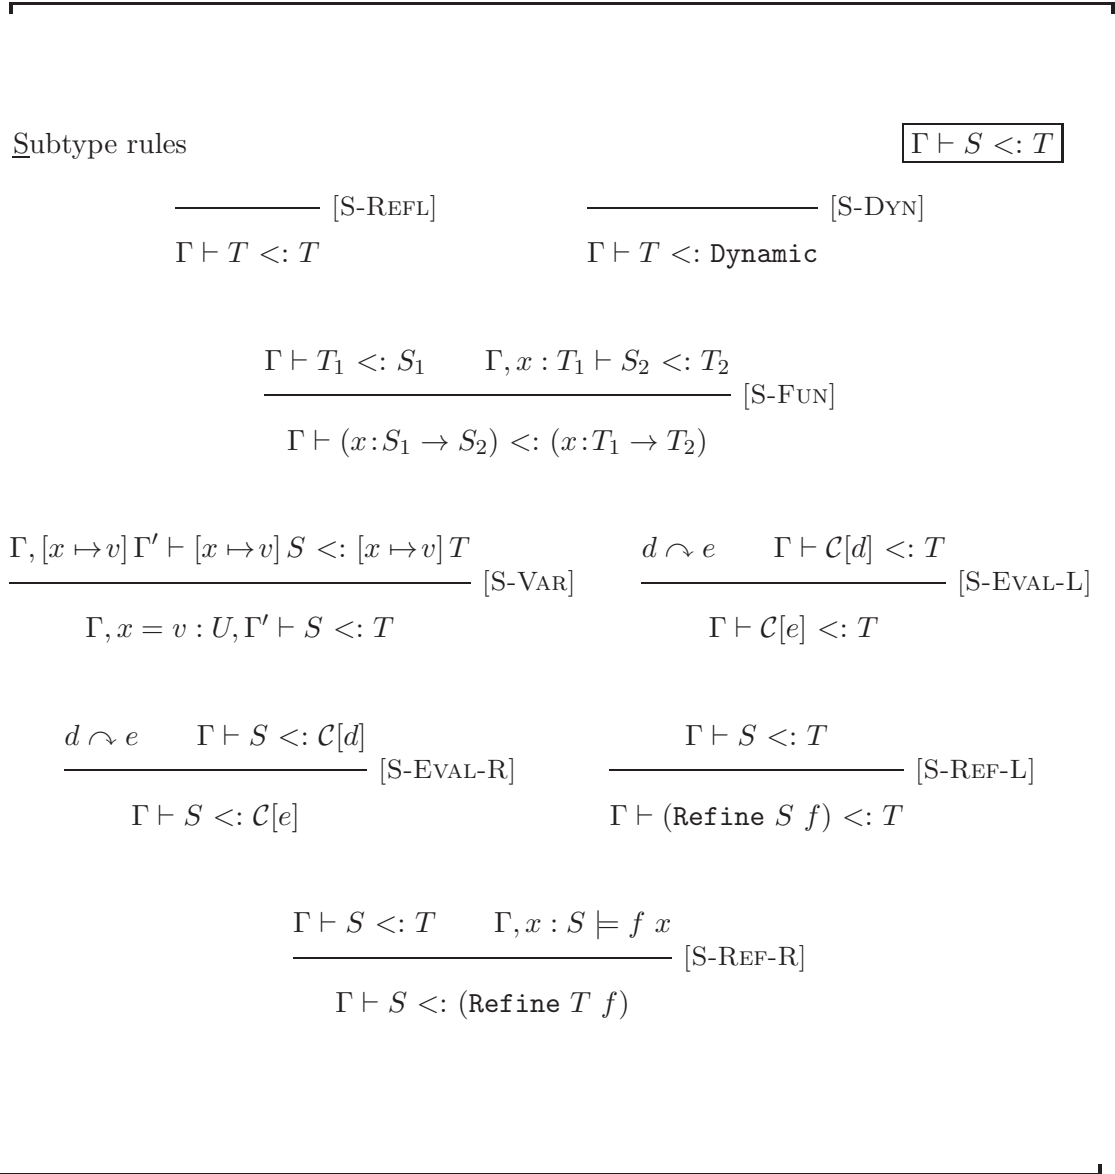 Subtype rules Γ ⊢ S <: T
[S-Refl] [S-Dyn]
Γ ⊢ T <: T Γ ⊢ T <: Dynamic
Γ ⊢ T₁ <: S₁ Γ, x : T₁ ⊢ S₂ <: T₂
[S-Fun]
Γ ⊢ (x:S₁ → S₂) <: (x:T₁ → T₂)
Γ, [x ↦ v] Γ′ ⊢ [x ↦ v] S <: [x ↦ v] T d ↷ e Γ ⊢ 𝒞[d] <: T
[S-Var] [S-Eval-L]
Γ, x = v : U, Γ′ ⊢ S <: T Γ ⊢ 𝒞[e] <: T
d ↷ e Γ ⊢ S <: 𝒞[d] Γ ⊢ S <: T
[S-Eval-R] [S-Ref-L]
Γ ⊢ S <: 𝒞[e] Γ ⊢ (Refine S f) <: T
Γ ⊢ S <: T Γ, x : S ⊨ f x
[S-Ref-R]
Γ ⊢ S <: (Refine T f)